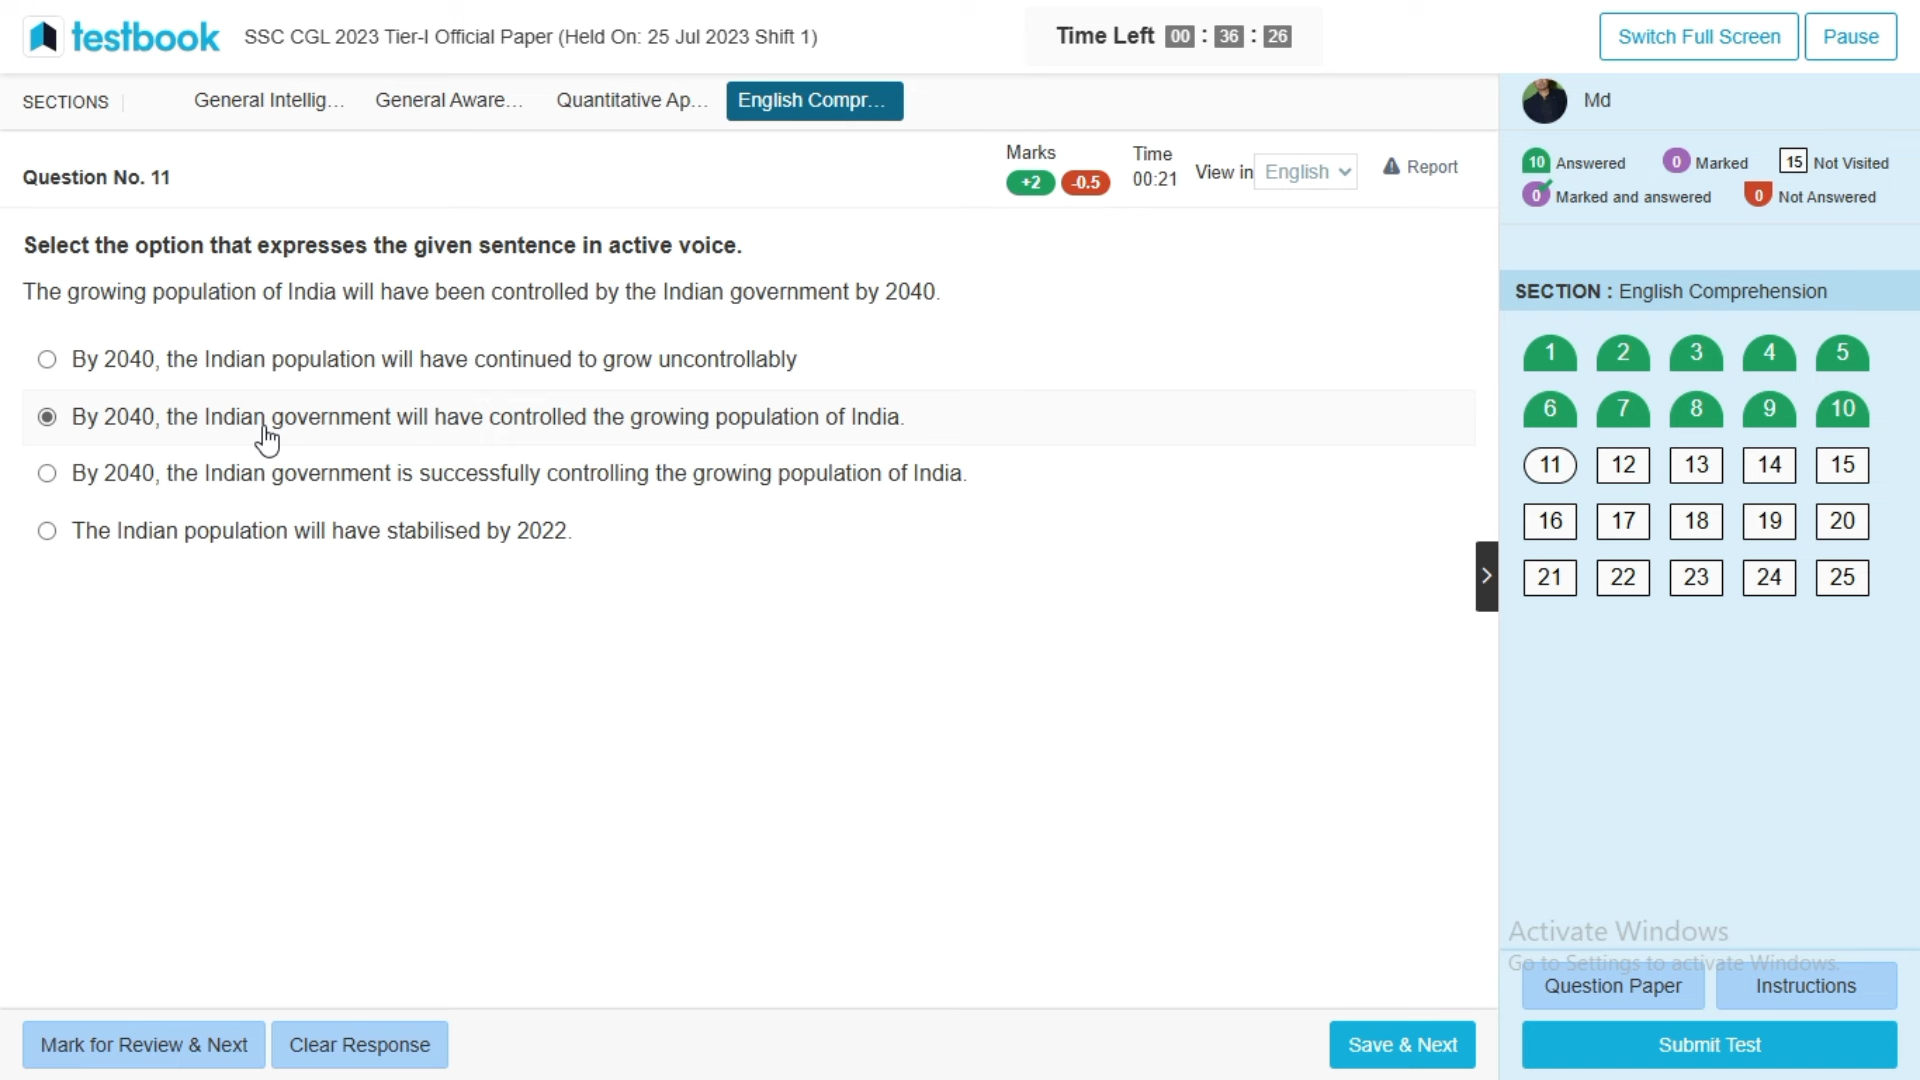 testbook
SSC CGL 2023 Tier-I Official Paper (Held On: 25 Jul 2023 Shift 1)
Time Left 00 : 36 : 26
Switch Full Screen
Pause
SECTIONS
General Intellig...
General Aware...
Quantitative Ap...
English Compr...
Md
Question No. 11
Marks
+2 -0.5
Time
00:21
View in English
Report
10 Answered
0 Marked
15 Not Visited
0 Marked and answered
0 Not Answered
Select the option that expresses the given sentence in active voice.
The growing population of India will have been controlled by the Indian government by 2040.
By 2040, the Indian population will have continued to grow uncontrollably
By 2040, the Indian government will have controlled the growing population of India.
By 2040, the Indian government is successfully controlling the growing population of India.
The Indian population will have stabilised by 2022.
SECTION : English Comprehension
1 2 3 4 5
6 7 8 9 10
11 12 13 14 15
16 17 18 19 20
21 22 23 24 25
Activate Windows
Go to Settings to activate Windows.
Question Paper
Instructions
Mark for Review & Next
Clear Response
Save & Next
Submit Test